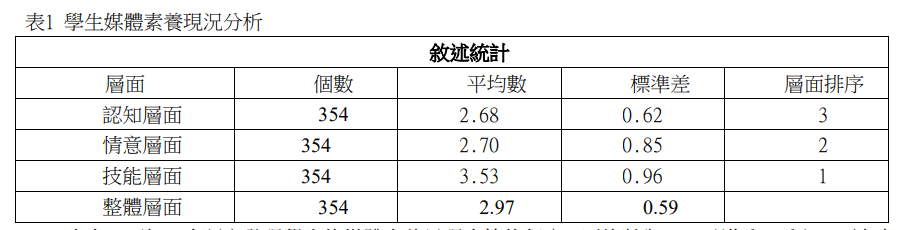 表1 學生媒體素養現況分析
敘述統計
層面 個數 平均數 標準差 層面排序
認知層面 354 2.68 0.62 3
情意層面 354 2.70 0.85 2
技能層面 354 3.53 0.96 1
整體層面 354 2.97 0.59